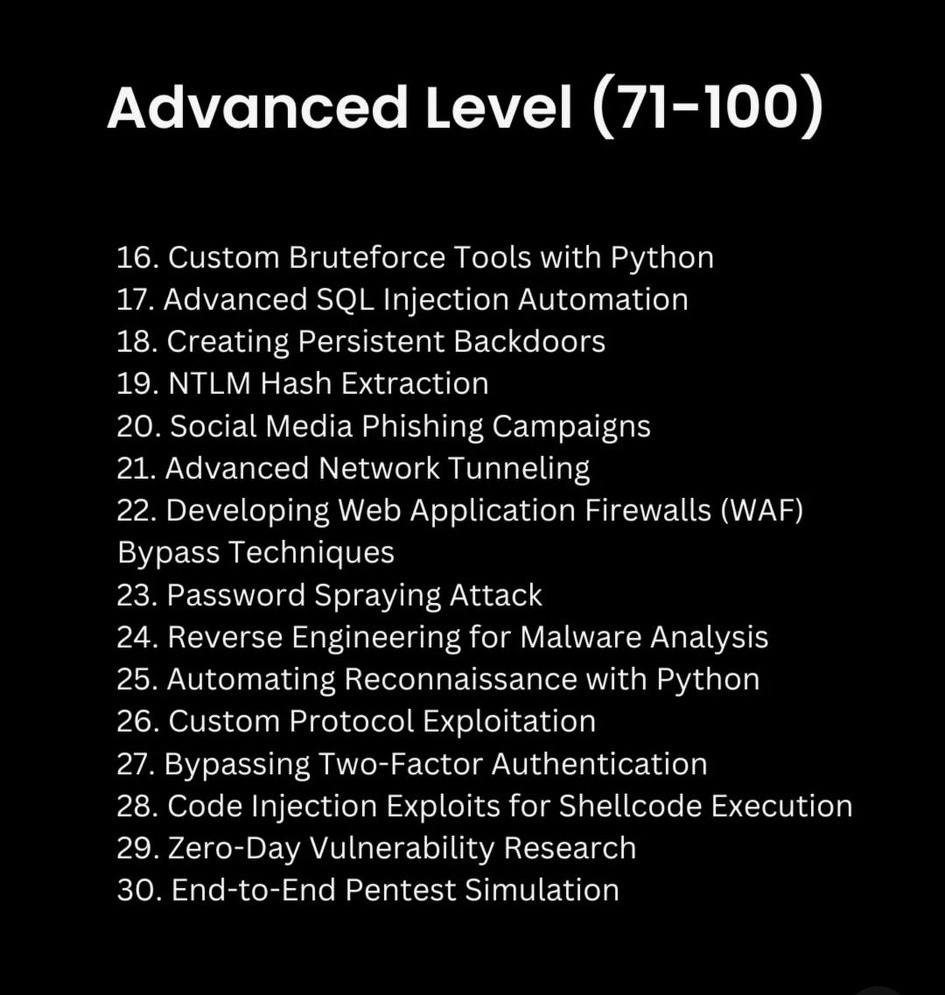 Advanced Level (71-100)
16. Custom Bruteforce Tools with Python
17. Advanced SQL Injection Automation
18. Creating Persistent Backdoors
19. NTLM Hash Extraction
20. Social Media Phishing Campaigns
21. Advanced Network Tunneling
22. Developing Web Application Firewalls (WAF)
Bypass Techniques
23. Password Spraying Attack
24. Reverse Engineering for Malware Analysis
25. Automating Reconnaissance with Python
26. Custom Protocol Exploitation
27. Bypassing Two-Factor Authentication
28. Code Injection Exploits for Shellcode Execution
29. Zero-Day Vulnerability Research
30. End-to-End Pentest Simulation